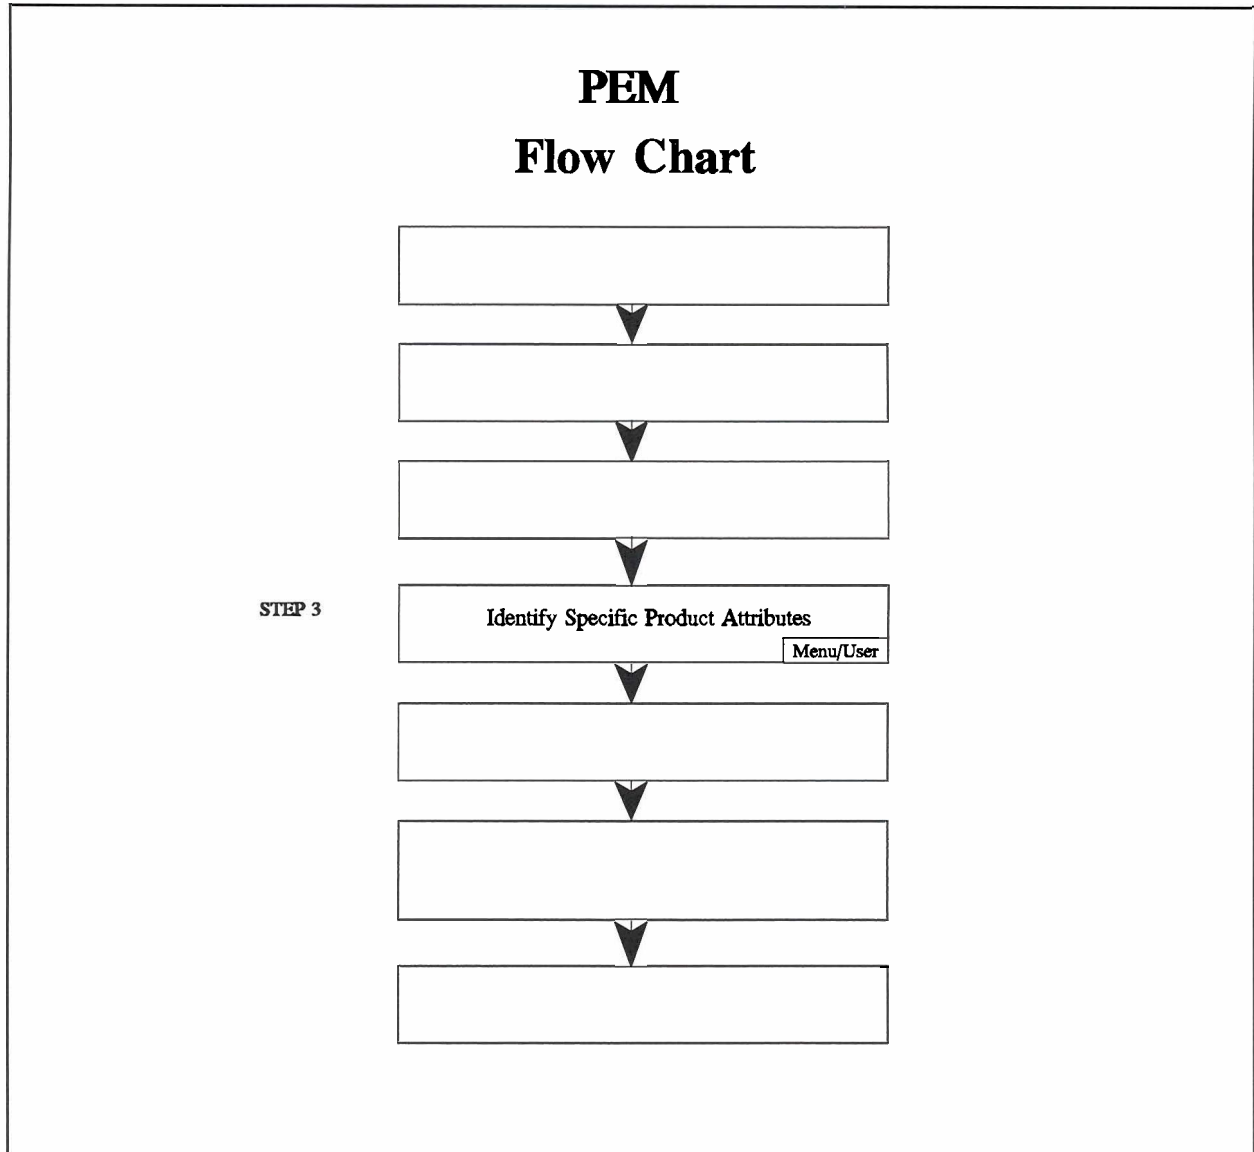 PEM
Flow Chart
STEP 3
Identify Specific Product Attributes
Menu/User